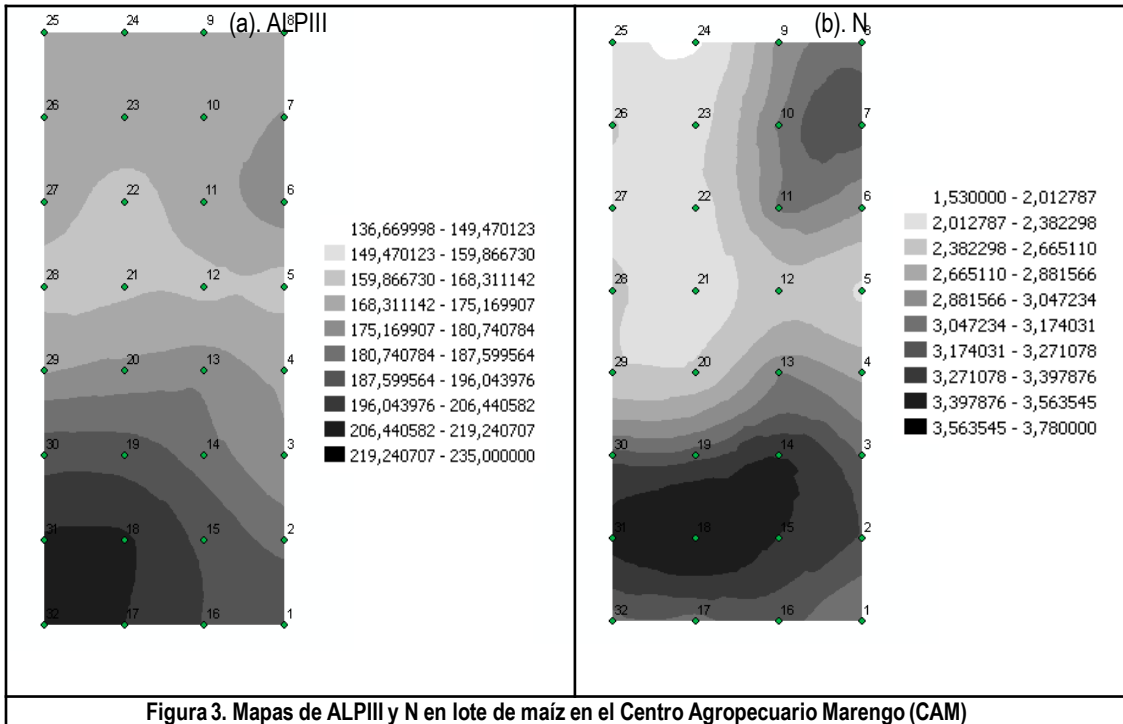 (a). ALPIII
25 24 9 8
26 23 10 7
27 22 11 6
28 21 12 5
29 20 13 4
30 19 14 3
31 18 15 2
32 17 16 1
136,669998 - 149,470123
149,470123 - 159,866730
159,866730 - 168,311142
168,311142 - 175,169907
175,169907 - 180,740784
180,740784 - 187,599564
187,599564 - 196,043976
196,043976 - 206,440582
206,440582 - 219,240707
219,240707 - 235,000000
(b). N
25 24 9 8
26 23 10 7
27 22 11 6
28 21 12 5
29 20 13 4
30 19 14 3
31 18 15 2
32 17 16 1
1,530000 - 2,012787
2,012787 - 2,382298
2,382298 - 2,665110
2,665110 - 2,881566
2,881566 - 3,047234
3,047234 - 3,174031
3,174031 - 3,271078
3,271078 - 3,397876
3,397876 - 3,563545
3,563545 - 3,780000
Figura 3. Mapas de ALPIII y N en lote de maíz en el Centro Agropecuario Marengo (CAM)